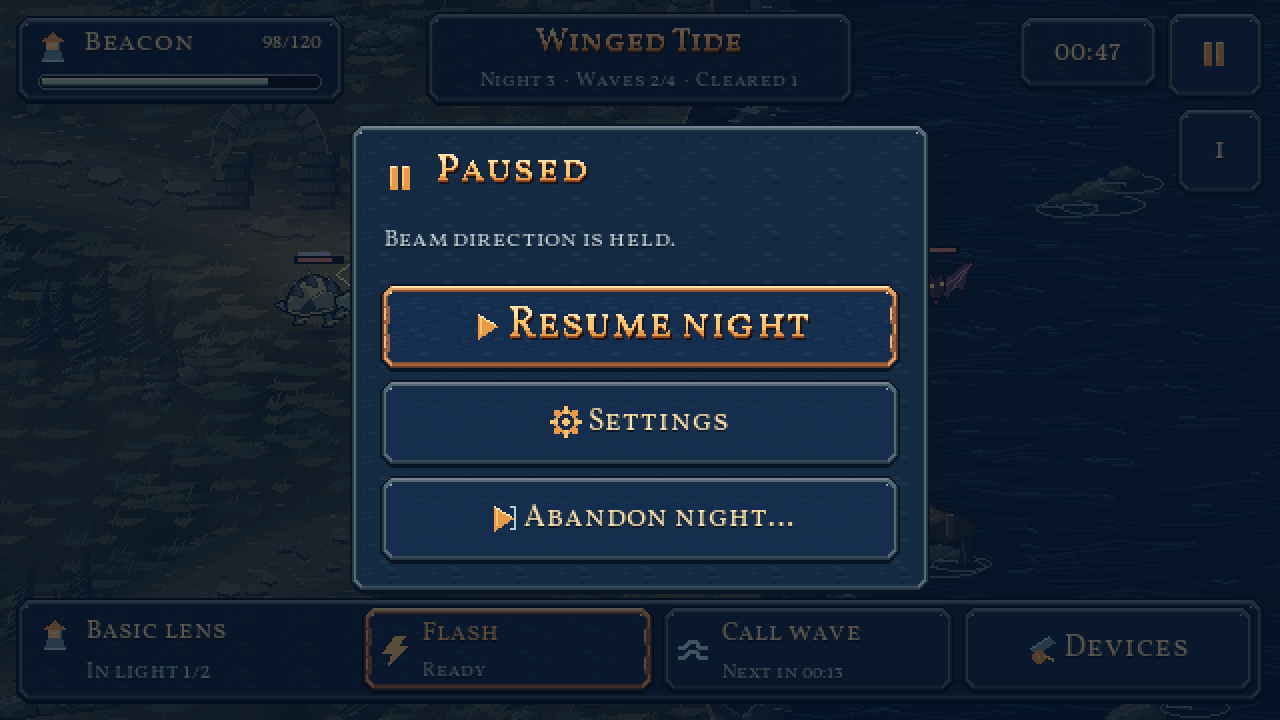 Beacon 98/120
Winged Tide
Night 3 · Waves 2/4 · Cleared 1
00:47
I
Paused
Beam direction is held.
Resume night
Settings
Abandon night...
Basic lens
In light 1/2
Flash
Ready
Call wave
Next in 00:13
Devices